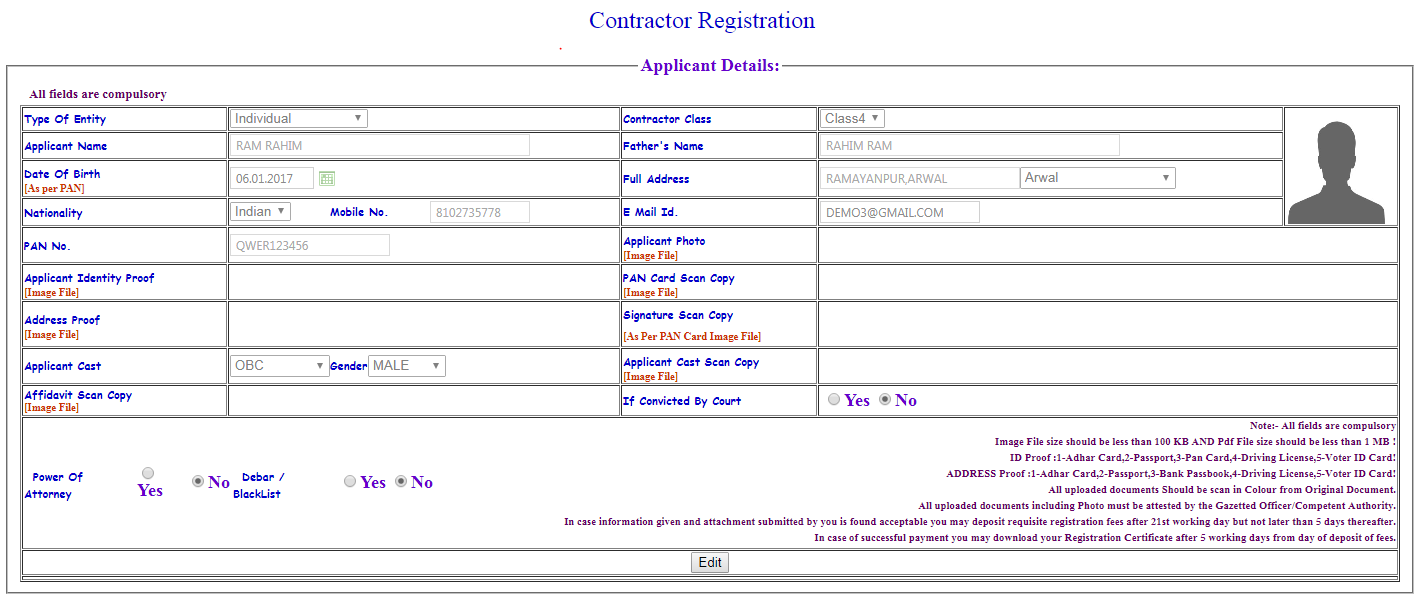 Contractor Registration
Applicant Details:
All fields are compulsory
Type Of Entity Individual Contractor Class Class4
Applicant Name RAM RAHIM Father's Name RAHIM RAM
Date Of Birth 06.01.2017 Full Address RAMAYANPUR,ARWAL Arwal
[As per PAN]
Nationality Indian Mobile No. 8102735778 E Mail Id. DEMO3@GMAIL.COM
PAN No. QWER123456 Applicant Photo
[Image File]
Applicant Identity Proof PAN Card Scan Copy
[Image File] [Image File]
Address Proof Signature Scan Copy
[Image File] [As Per PAN Card Image File]
Applicant Cast OBC Gender MALE Applicant Cast Scan Copy
[Image File]
Affidavit Scan Copy If Convicted By Court Yes No
[Image File]
Power Of Attorney Yes No Debar / BlackList Yes No
Note:- All fields are compulsory
Image File size should be less than 100 KB AND Pdf File size should be less than 1 MB !
ID Proof :1-Adhar Card,2-Passport,3-Pan Card,4-Driving License,5-Voter ID Card!
ADDRESS Proof :1-Adhar Card,2-Passport,3-Bank Passbook,4-Driving License,5-Voter ID Card!
All uploaded documents Should be scan in Colour from Original Document.
All uploaded documents including Photo must be attested by the Gazetted Officer/Competent Authority.
In case information given and attachment submitted by you is found acceptable you may deposit requisite registration fees after 21st working day but not later than 5 days thereafter.
In case of successful payment you may download your Registration Certificate after 5 working days from day of deposit of fees.
Edit